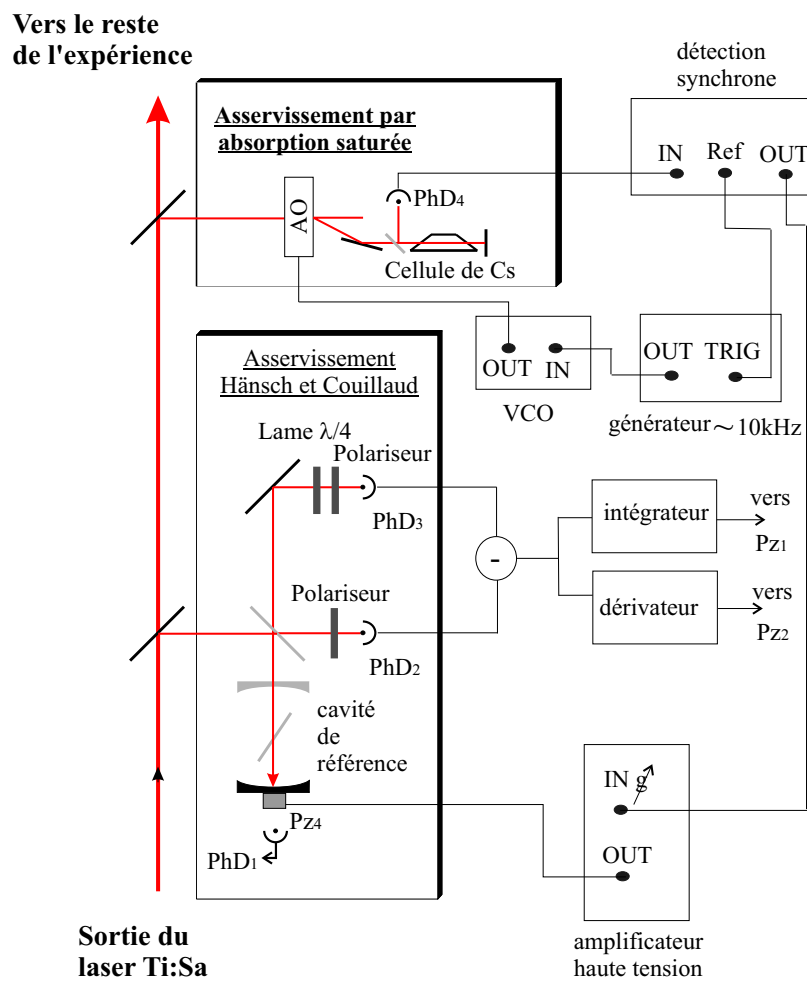 Vers le reste
de l'expérience
détection
synchrone
Asservissement par
absorption saturée
IN Ref OUT
PhD4
AO
Cellule de Cs
OUT IN
VCO
OUT TRIG
générateur ~ 10kHz
Asservissement
Hänsch et Couillaud
Lame λ/4
Polariseur
PhD3
intégrateur
vers
Pz1
-
Polariseur
PhD2
dérivateur
vers
Pz2
cavité
de
référence
Pz4
PhD1
IN g
OUT
amplificateur
haute tension
Sortie du
laser Ti:Sa